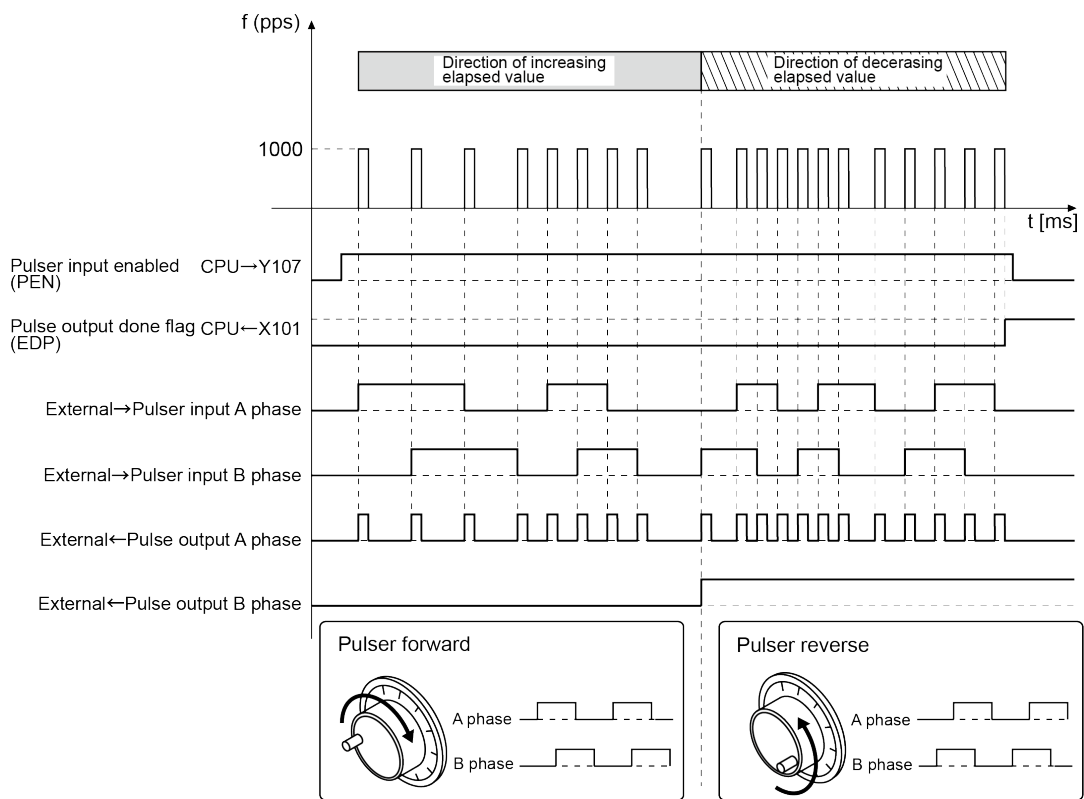 f (pps)
Direction of increasing
elapsed value
Direction of decerasing
elapsed value
1000
t [ms]
Pulser input enabled CPU→Y107
(PEN)
Pulse output done flag CPU←X101
(EDP)
External→Pulser input A phase
External→Pulser input B phase
External←Pulse output A phase
External←Pulse output B phase
Pulser forward
A phase
B phase
Pulser reverse
A phase
B phase